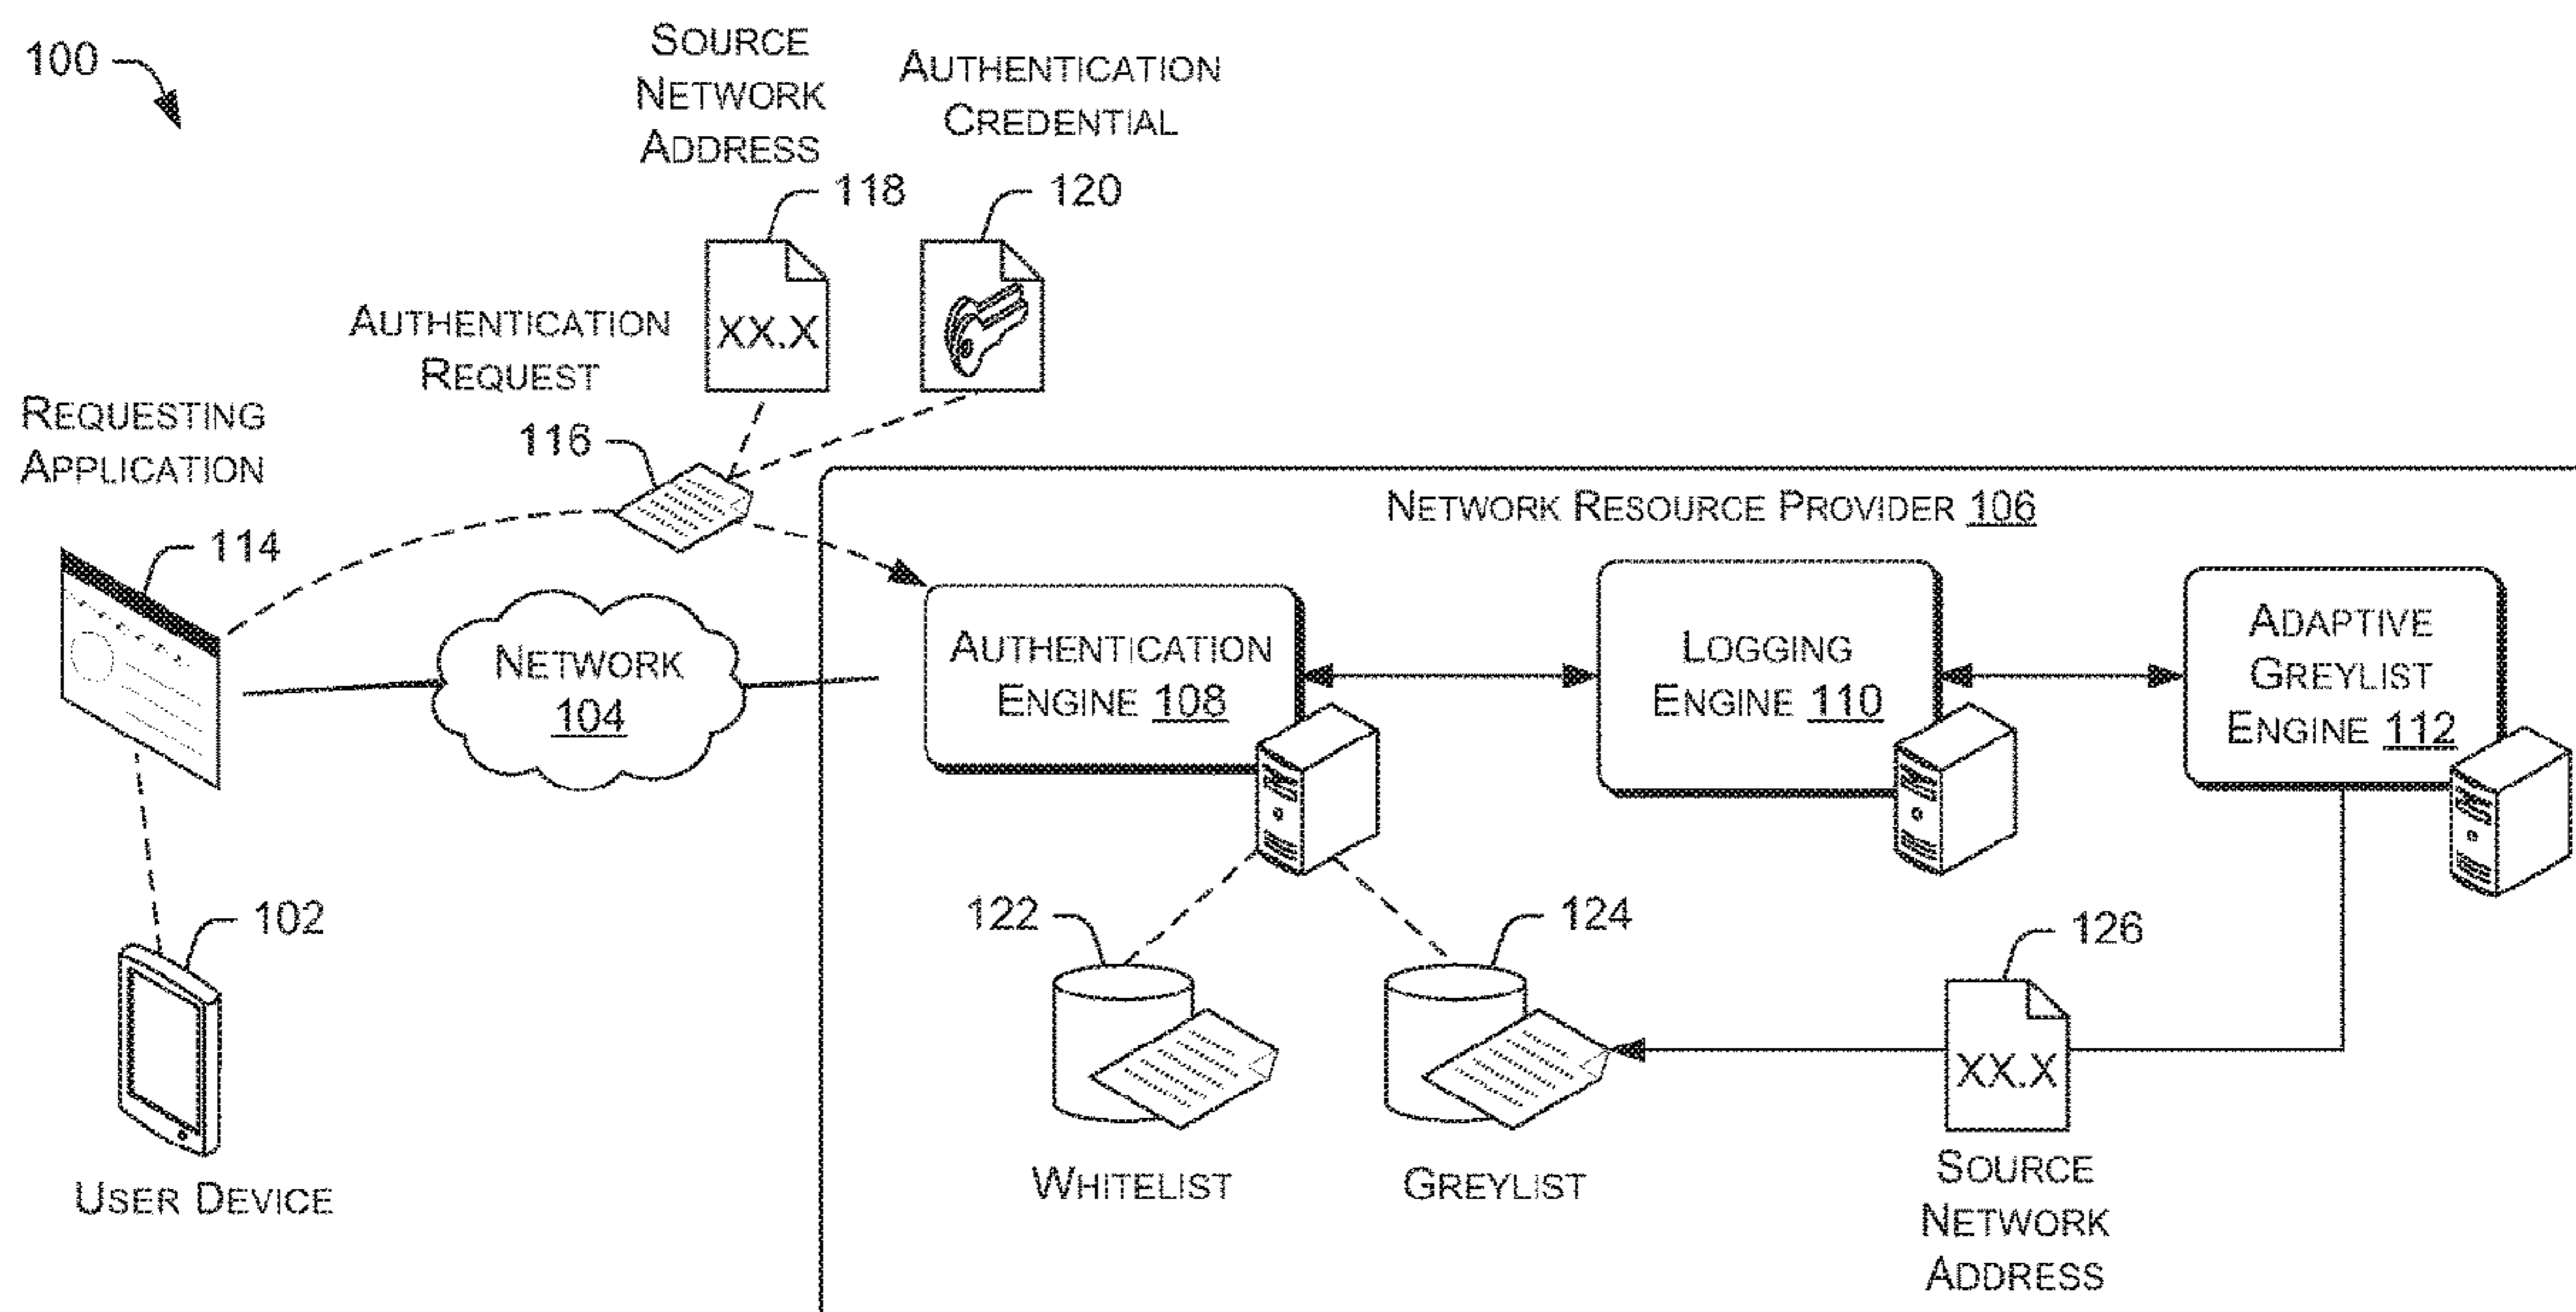 100
SOURCE
NETWORK
ADDRESS
118
AUTHENTICATION
CREDENTIAL
120
XX.X
AUTHENTICATION
REQUEST
116
REQUESTING
APPLICATION
114
NETWORK
104
102
USER DEVICE
NETWORK RESOURCE PROVIDER 106
AUTHENTICATION
ENGINE 108
LOGGING
ENGINE 110
ADAPTIVE
GREYLIST
ENGINE 112
122
WHITELIST
124
GREYLIST
126
XX.X
SOURCE
NETWORK
ADDRESS